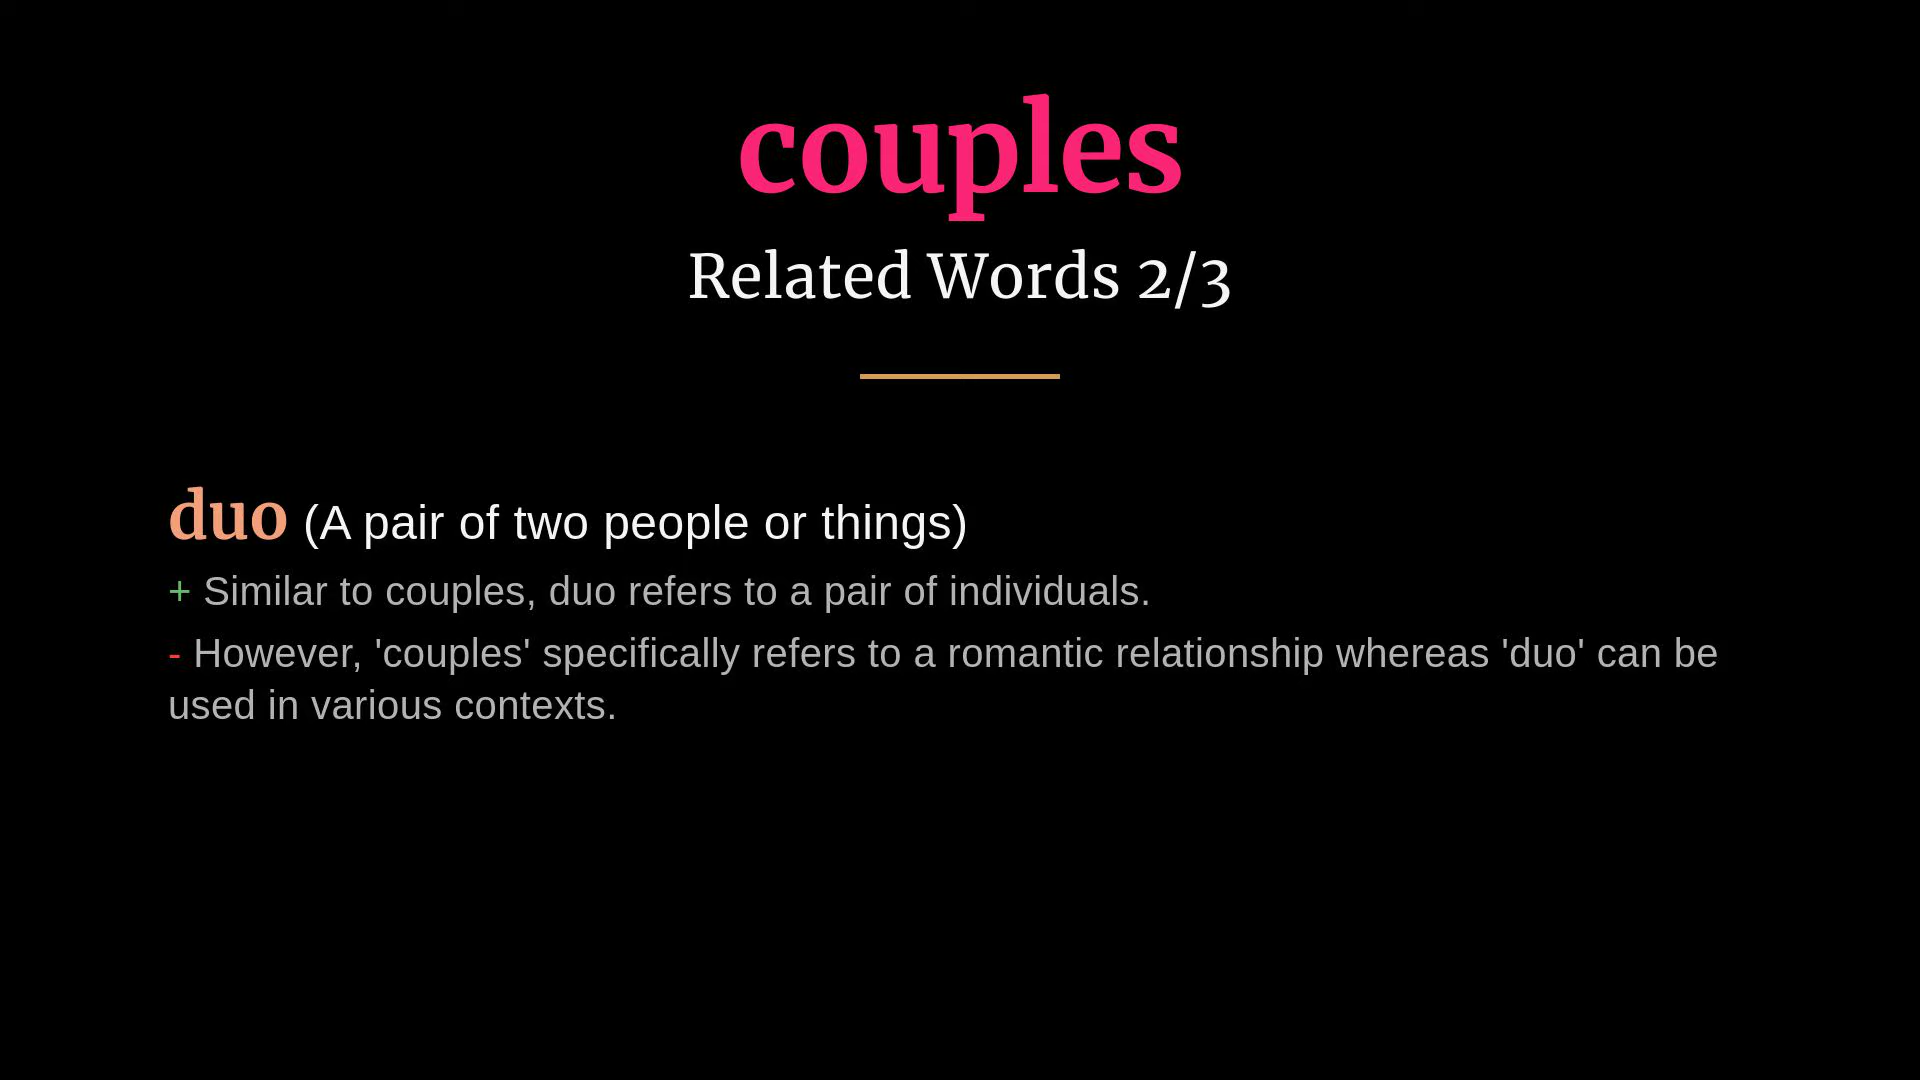 couples
Related Words 2/3
duo (A pair of two people or things)
+ Similar to couples, duo refers to a pair of individuals.
- However, 'couples' specifically refers to a romantic relationship whereas 'duo' can be
used in various contexts.